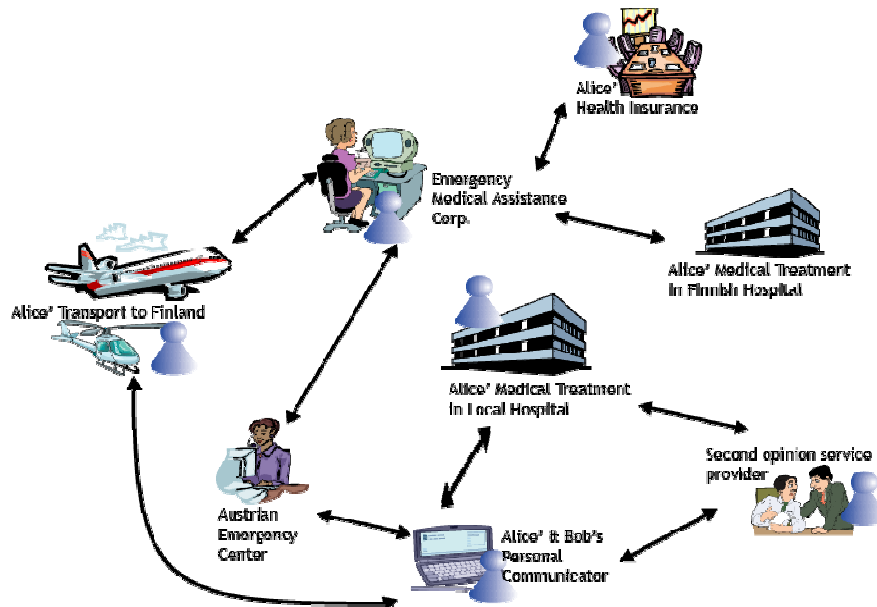 Alice’
Health Insurance
Emergency
Medical Assistance
Corp.
Alice’ Medical Treatment
in Finnish Hospital
Alice’ Transport to Finland
Alice’ Medical Treatment
in Local Hospital
Second opinion service
provider
Austrian
Emergency
Center
Alice’ & Bob’s
Personal
Communicator